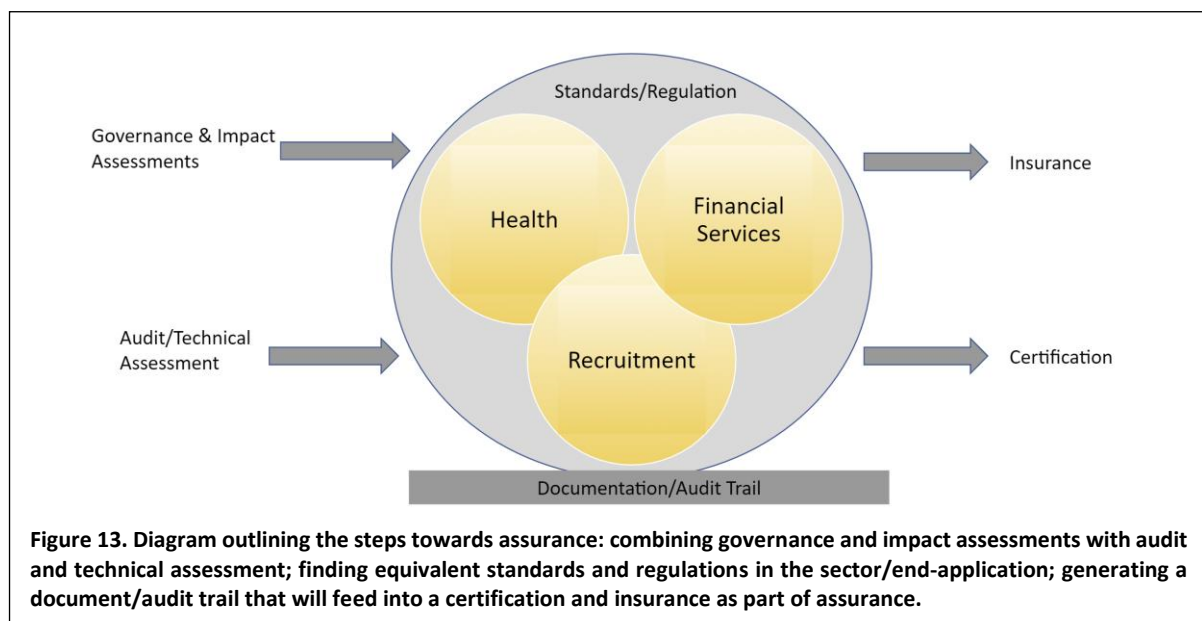 Standards/Regulation
Governance & Impact
Assessments
Insurance
Health
Financial
Services
Audit/Technical
Assessment
Recruitment
Certification
Documentation/Audit Trail
Figure 13. Diagram outlining the steps towards assurance: combining governance and impact assessments with audit
and technical assessment; finding equivalent standards and regulations in the sector/end-application; generating a
document/audit trail that will feed into a certification and insurance as part of assurance.